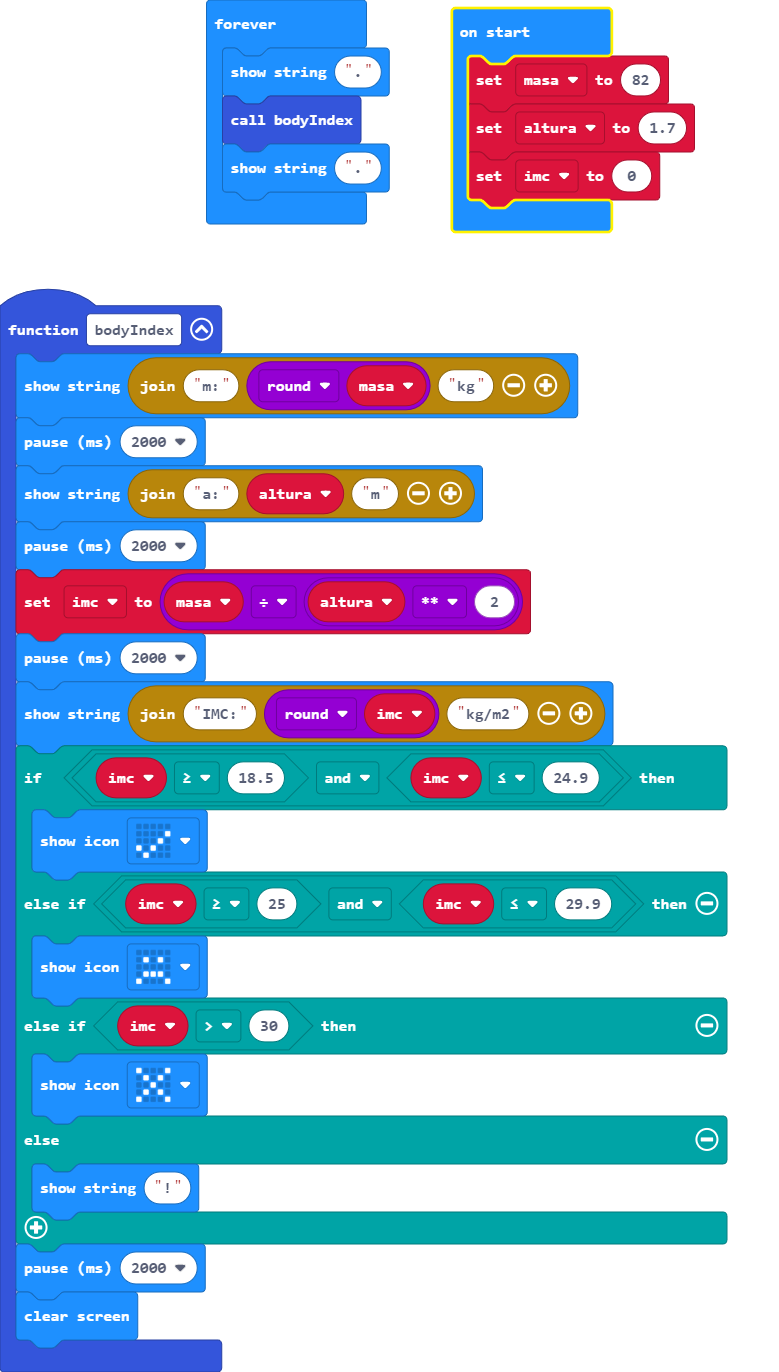 forever
show string "."
call bodyIndex
show string "."
on start
set masa to 82
set altura to 1.7
set imc to 0
function bodyIndex
show string join "m:" round masa "kg"
pause (ms) 2000
show string join "a:" altura "m"
pause (ms) 2000
set imc to masa ÷ altura ** 2
pause (ms) 2000
show string join "IMC:" round imc "kg/m2"
if imc ≥ 18.5 and imc ≤ 24.9 then
show icon
else if imc ≥ 25 and imc ≤ 29.9 then
show icon
else if imc > 30 then
show icon
else
show string "!"
pause (ms) 2000
clear screen